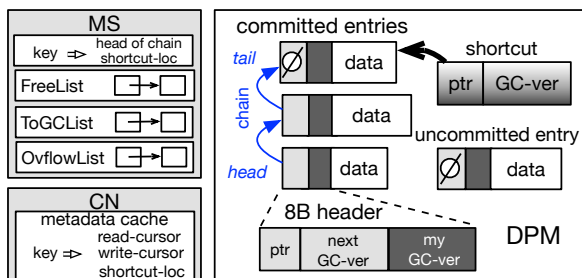 MS
key ⇒ head of chain
shortcut-loc
FreeList
ToGCList
OvflowList
CN
metadata cache
read-cursor
key ⇒ write-cursor
shortcut-loc
committed entries
tail
∅ data
chain
data
head
data
shortcut
ptr GC-ver
uncommitted entry
∅ data
8B header
ptr next GC-ver my GC-ver
DPM